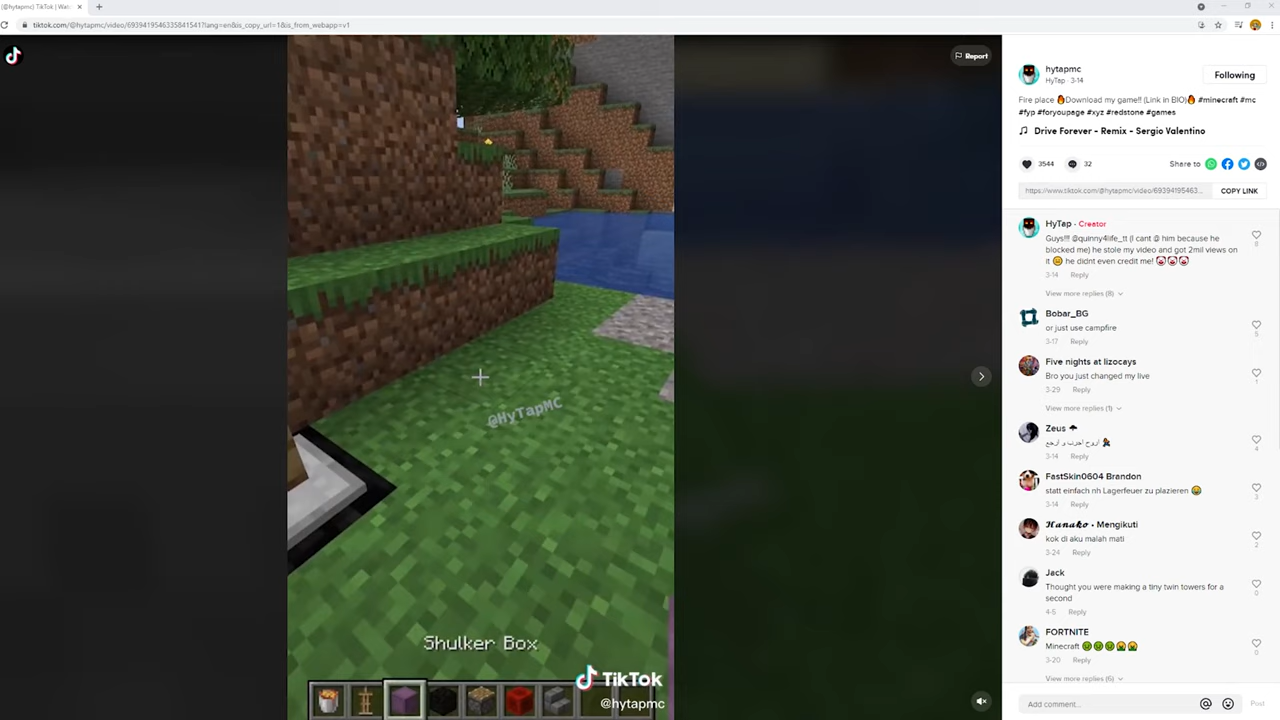 (@hytapmc) TikTok | Wat
tiktok.com/@hytapmc/video/6939419546335841541?lang=en&is_copy_url=1&is_from_webapp=v1
Report
@HyTapMC
Shulker Box
TikTok
@hytapmc
hytapmc
HyTap · 3-14
Following
Fire place 🔥Download my game!! (Link in BIO)🔥 #minecraft #mc
#fyp #foryoupage #xyz #redstone #games
Drive Forever - Remix - Sergio Valentino
3544
32
Share to
https://www.tiktok.com/@hytapmc/video/69394195463...
COPY LINK
HyTap · Creator
Guys!!! @quinny4life_tt (I cant @ him because he
blocked me) he stole my video and got 2mil views on
it 😑 he didnt even credit me! 🤡🤡🤡
8
3-14 Reply
View more replies (8)
Bobar_BG
or just use campfire
5
3-17 Reply
Five nights at lizocays
Bro you just changed my live
1
3-29 Reply
View more replies (1)
Zeus
4
3-14 Reply
FastSkin0604 Brandon
statt einfach nh Lagerfeuer zu plazieren 😂
3
3-14 Reply
𝓗𝓪𝓷𝓪𝓴𝓸 • Mengikuti
kok di aku malah mati
2
3-24 Reply
Jack
Thought you were making a tiny twin towers for a
second
0
4-5 Reply
FORTNITE
Minecraft 🤢🤢🤢🤮🤮
0
3-20 Reply
View more replies (6)
Add comment...
Post